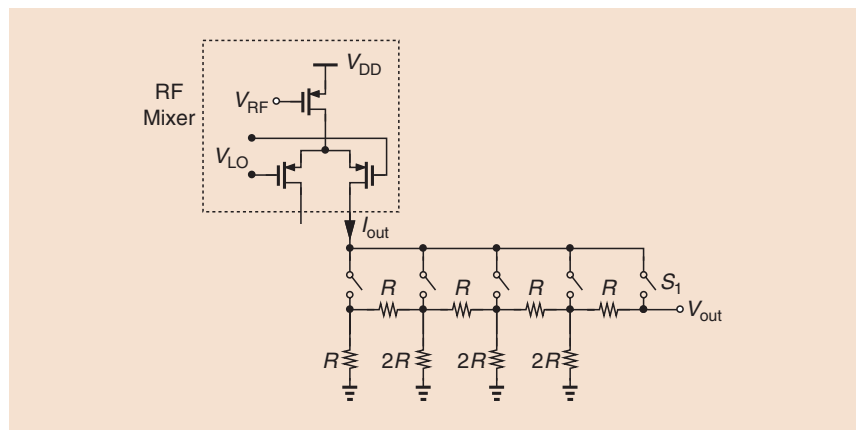 V_DD
RF
Mixer
V_RF
V_LO
I_out
R R R R S_1
V_out
R 2R 2R 2R